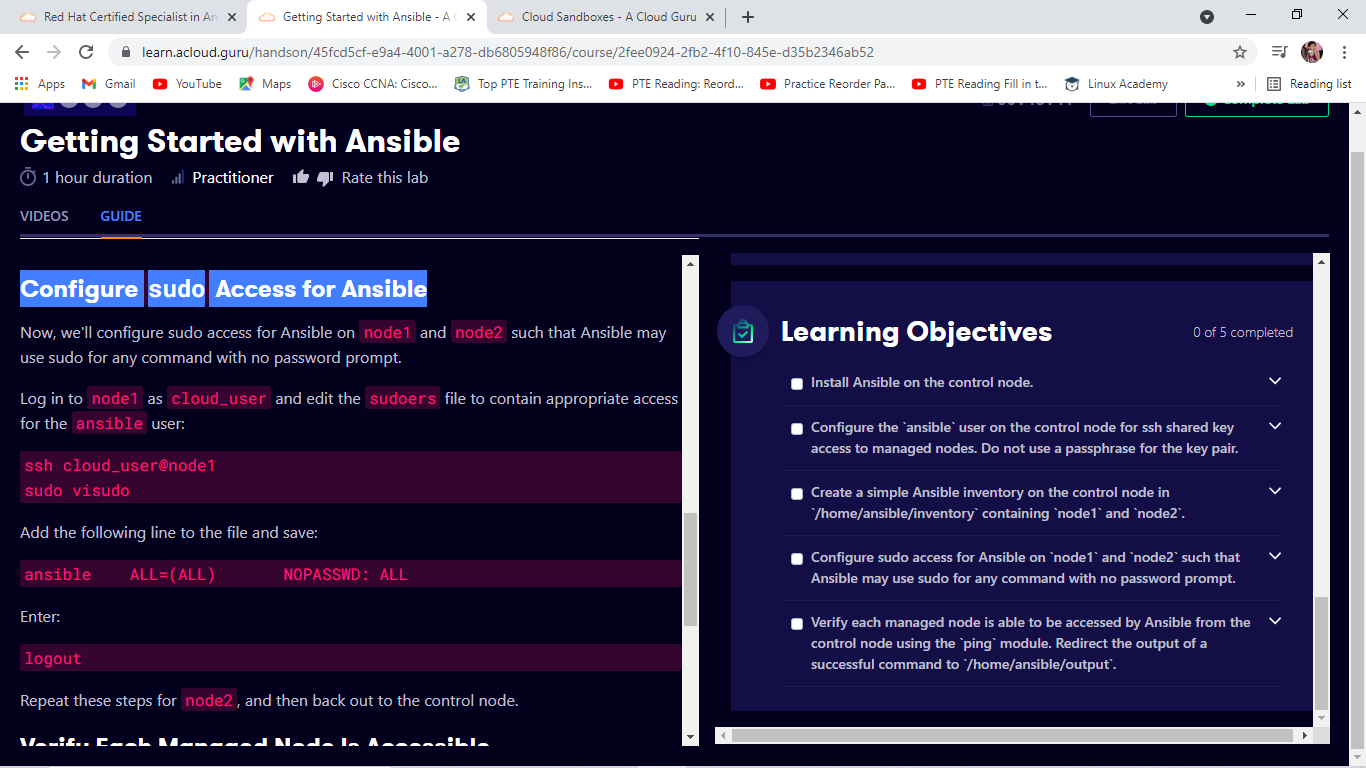 Red Hat Certified Specialist in An
Getting Started with Ansible - A C
Cloud Sandboxes - A Cloud Guru
learn.acloud.guru/handson/45fcd5cf-e9a4-4001-a278-db6805948f86/course/2fee0924-2fb2-4f10-845e-d35b2346ab52
Apps
Gmail
YouTube
Maps
Cisco CCNA: Cisco...
Top PTE Training Ins...
PTE Reading: Reord...
Practice Reorder Pa...
PTE Reading Fill in t...
Linux Academy
»
Reading list
Getting Started with Ansible
1 hour duration
Practitioner
Rate this lab
VIDEOS
GUIDE
Configure sudo Access for Ansible
Now, we'll configure sudo access for Ansible on node1 and node2 such that Ansible may
use sudo for any command with no password prompt.
Log in to node1 as cloud_user and edit the sudoers file to contain appropriate access
for the ansible user:
ssh cloud_user@node1
sudo visudo
Add the following line to the file and save:
ansible    ALL=(ALL)       NOPASSWD: ALL
Enter:
logout
Repeat these steps for node2, and then back out to the control node.
Verify Each Managed Node Is Accessible
Learning Objectives
0 of 5 completed
Install Ansible on the control node.
Configure the `ansible` user on the control node for ssh shared key
access to managed nodes. Do not use a passphrase for the key pair.
Create a simple Ansible inventory on the control node in
`/home/ansible/inventory` containing `node1` and `node2`.
Configure sudo access for Ansible on `node1` and `node2` such that
Ansible may use sudo for any command with no password prompt.
Verify each managed node is able to be accessed by Ansible from the
control node using the `ping` module. Redirect the output of a
successful command to `/home/ansible/output`.